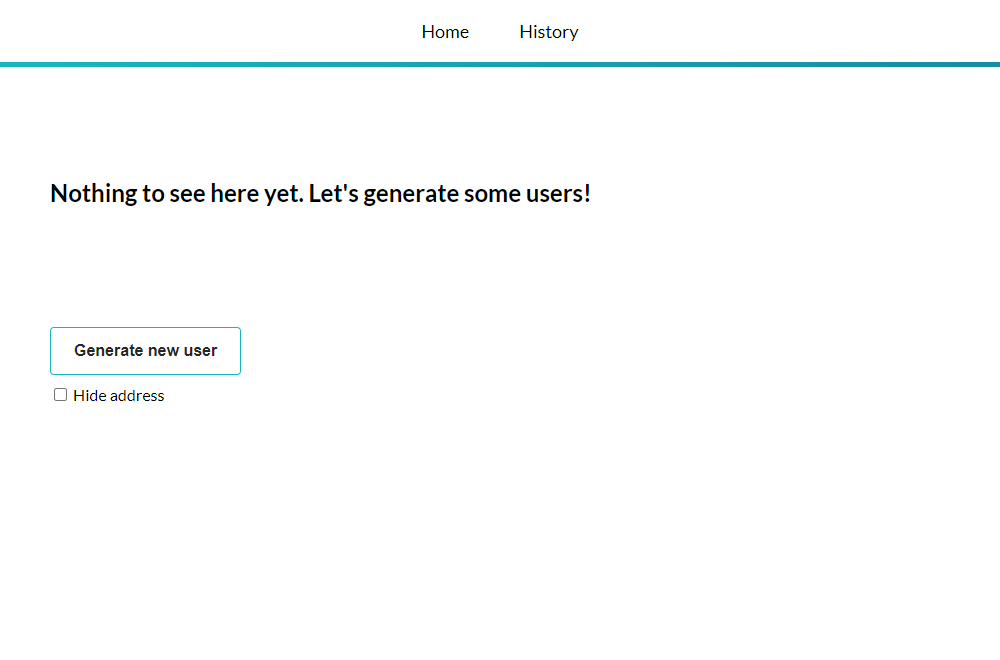 Home History
Nothing to see here yet. Let's generate some users!
Generate new user
Hide address